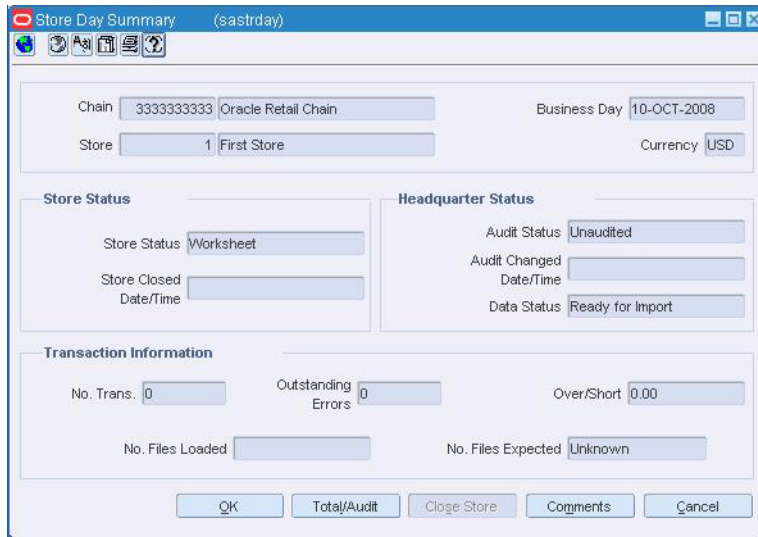 Store Day Summary (sastrday)
Chain 3333333333 Oracle Retail Chain Business Day 10-OCT-2008
Store 1 First Store Currency USD
Store Status Headquarter Status
Store Status Worksheet
Store Closed
Date/Time
Audit Status Unaudited
Audit Changed
Date/Time
Data Status Ready for Import
Transaction Information
No. Trans. 0 Outstanding
Errors 0 Over/Short 0.00
No. Files Loaded No. Files Expected Unknown
OK Total/Audit Close Store Comments Cancel